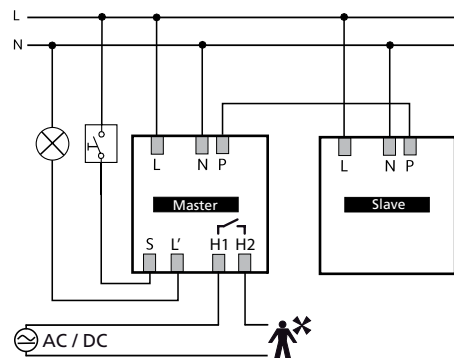 L
N
L N P
L N P
Master
Slave
S L' H1 H2
AC / DC